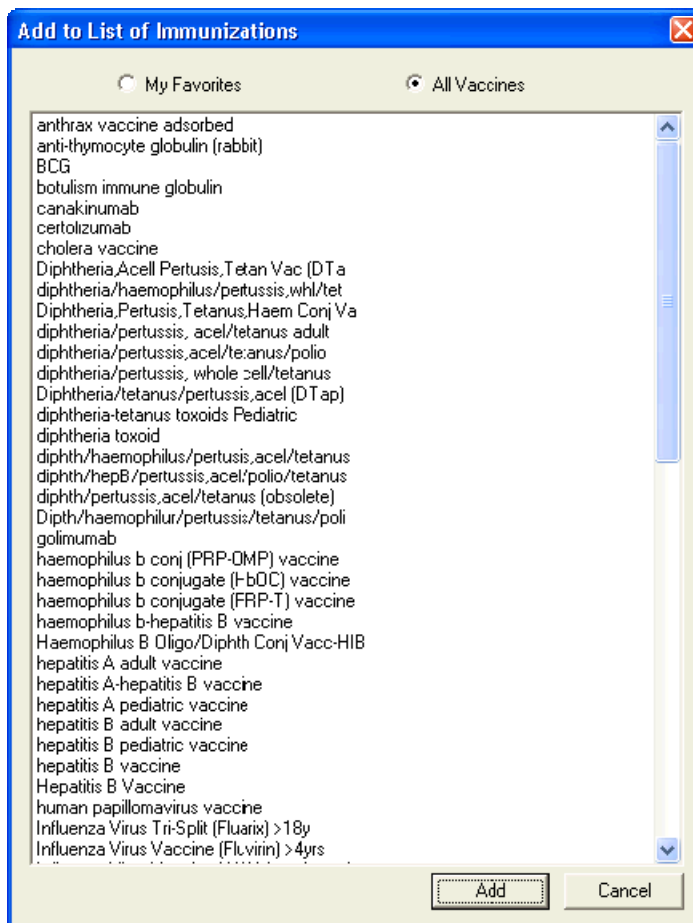 Add to List of Immunizations
My Favorites
All Vaccines
anthrax vaccine adsorbed
anti-thymocyte globulin (rabbit)
BCG
botulism immune globulin
canakinumab
certolizumab
cholera vaccine
Diphtheria,Acell Pertusis,Tetan Vac (DTa
diphtheria/haemophilus/pertussis,whl/tet
Diphtheria,Pertusis,Tetanus,Haem Conj Va
diphtheria/pertussis, acel/tetanus adult
diphtheria/pertussis,acel/tetanus/polio
diphtheria/pertussis, whole cell/tetanus
Diphtheria/tetanus/pertussis,acel (DTap)
diphtheria-tetanus toxoids Pediatric
diphtheria toxoid
diphth/haemophilus/pertusis,acel/tetanus
diphth/hepB/pertussis,acel/polio/tetanus
diphth/pertussis,acel/tetanus (obsolete)
Dipth/haemophilur/pertussis/tetanus/poli
golimumab
haemophilus b conj (PRP-OMP) vaccine
haemophilus b conjugate (HbOC) vaccine
haemophilus b conjugate (PRP-T) vaccine
haemophilus b-hepatitis B vaccine
Haemophilus B Oligo/Diphth Conj Vacc-HIB
hepatitis A adult vaccine
hepatitis A-hepatitis B vaccine
hepatitis A pediatric vaccine
hepatitis B adult vaccine
hepatitis B pediatric vaccine
hepatitis B vaccine
Hepatitis B Vaccine
human papillomavirus vaccine
Influenza Virus Tri-Split (Fluarix) >18y
Influenza Virus Vaccine (Fluvirin) >4yrs
Add
Cancel